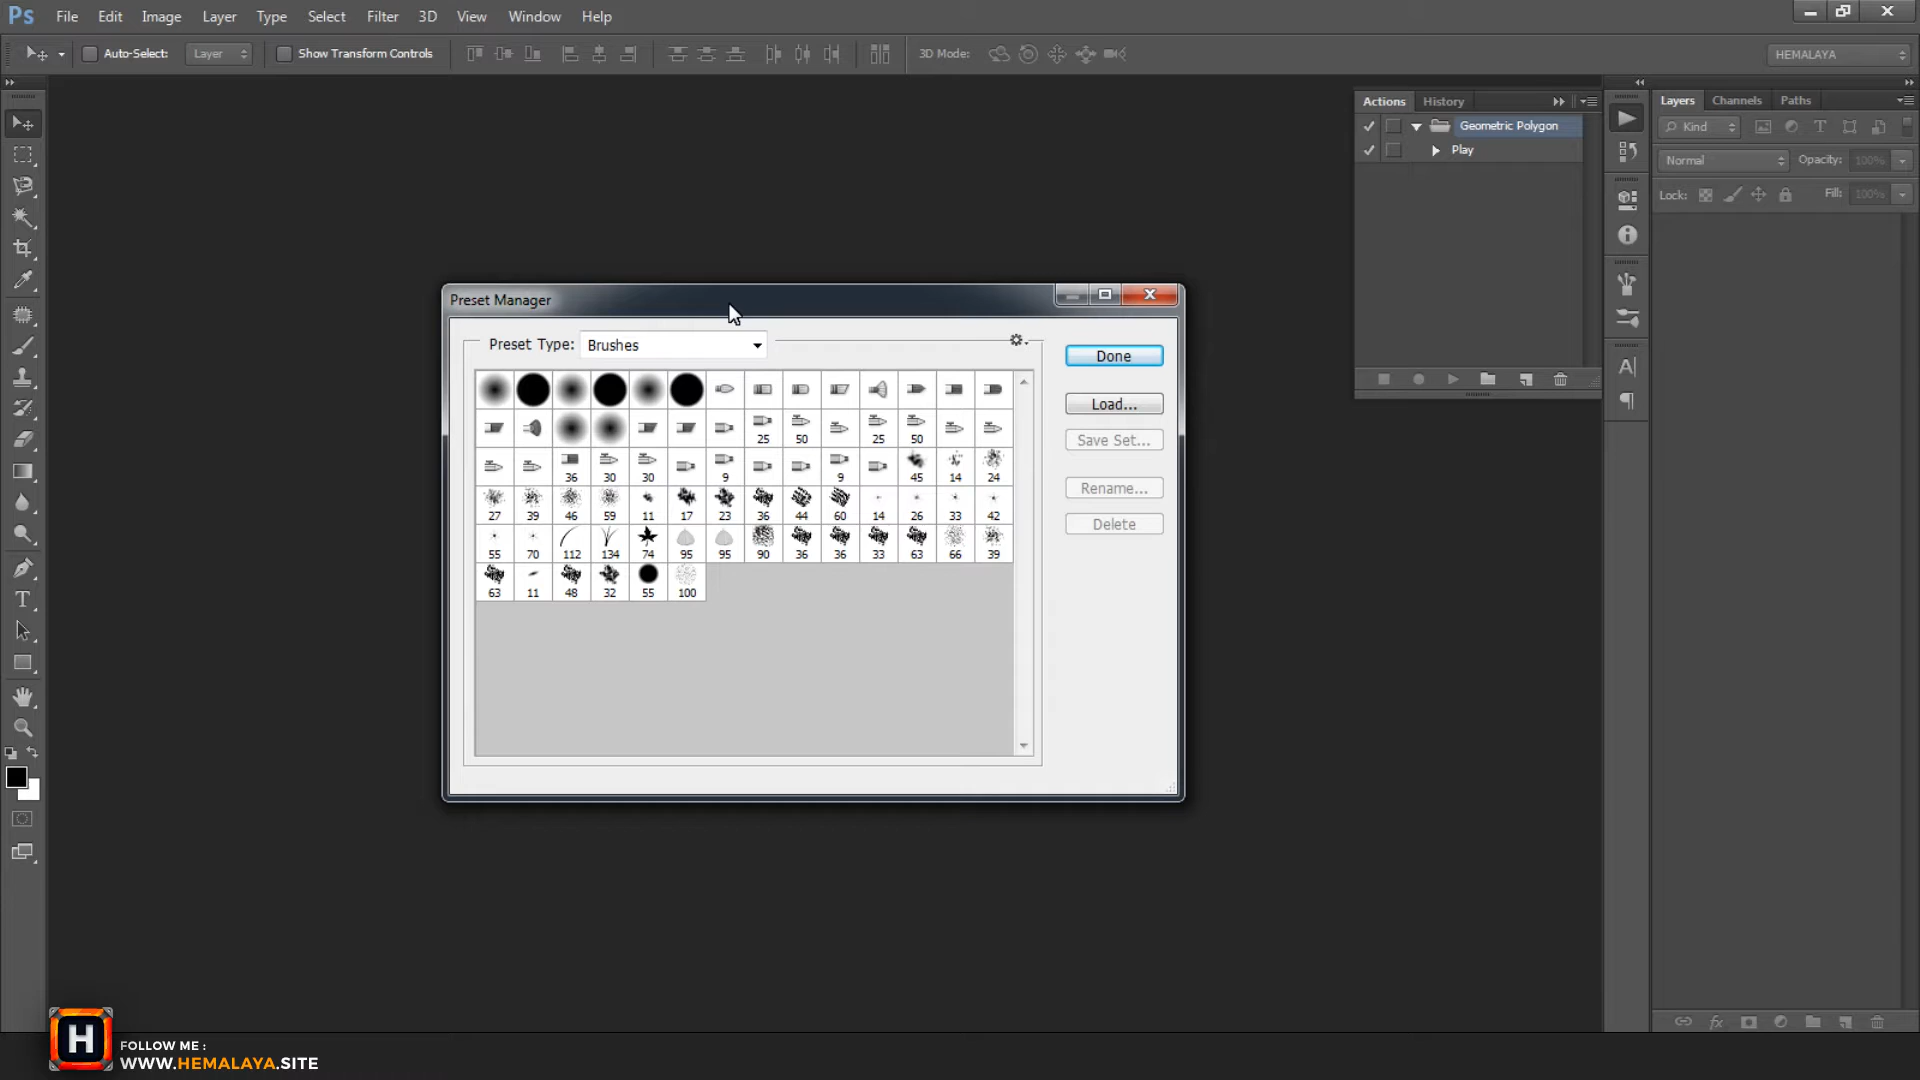 Ps File Edit Image Layer Type Select Filter 3D View Window Help
Auto-Select: Layer Show Transform Controls 3D Mode: HEMALAYA
Actions History
Geometric Polygon
Play
Layers Channels Paths
Kind T
Normal Opacity: 100%
Lock: Fill: 100%
Preset Manager
Preset Type: Brushes
Done
Load...
Save Set...
Rename...
Delete
25 50 25 50
36 30 30 9 9 45 14 24
27 39 46 59 11 17 23 36 44 60 14 26 33 42
55 70 112 134 74 95 95 90 36 36 33 63 66 39
63 11 48 32 55 100
A
T
fx
H
FOLLOW ME :
WWW.HEMALAYA.SITE